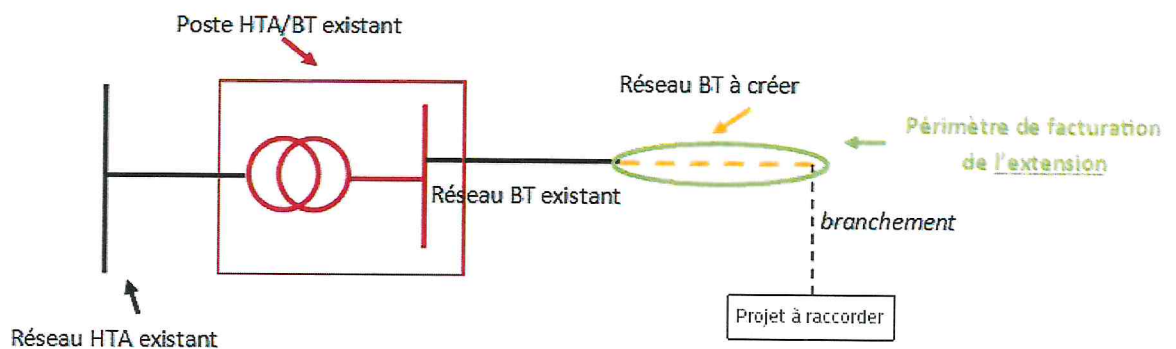 Poste HTA/BT existant
Réseau BT à créer
Périmètre de facturation
de l'extension
Réseau BT existant
branchement
Projet à raccorder
Réseau HTA existant